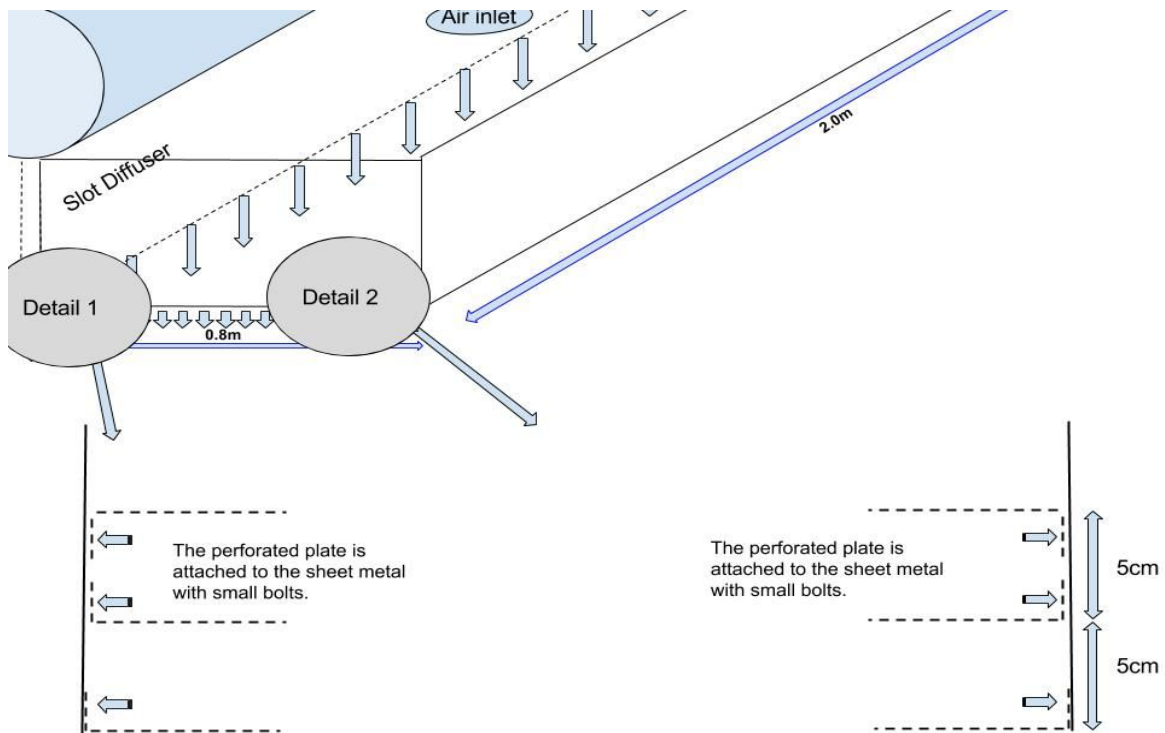 Air inlet
2.0m
Slot Diffuser
Detail 1
Detail 2
0.8m
The perforated plate is
attached to the sheet metal
with small bolts.
The perforated plate is
attached to the sheet metal
with small bolts.
5cm
5cm